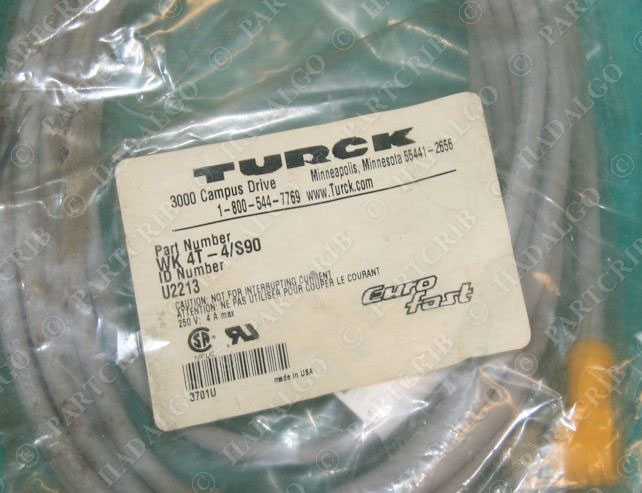 TURCK
3000 Campus Drive Minneapolis, Minnesota 55441-2656
1-800-544-7769 www.Turck.com
Part Number
WK 4T-4/S90
ID Number
U2213
CAUTION: NOT FOR INTERRUPTING CURRENT
ATTENTION: NE PAS UTILISER POUR COUPER LE COURANT
250 V; 4 A max
euro fast
made in USA
3701U
© PARTCRIB
© HADALGO